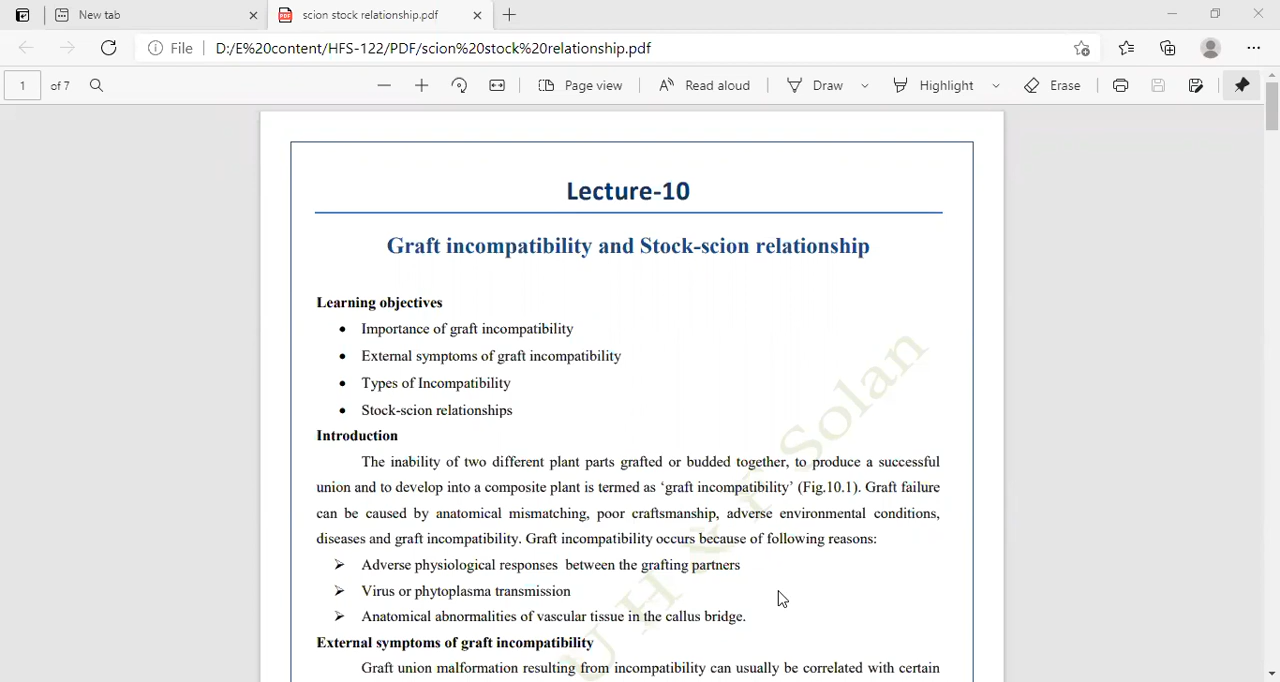 New tab
scion stock relationship.pdf
File
D:/E%20content/HFS-122/PDF/scion%20stock%20relationship.pdf
1 of 7
Page view
Read aloud
Draw
Highlight
Erase
Lecture-10
Graft incompatibility and Stock-scion relationship
Learning objectives
• Importance of graft incompatibility
• External symptoms of graft incompatibility
• Types of Incompatibility
• Stock-scion relationships
Introduction
The inability of two different plant parts grafted or budded together, to produce a successful
union and to develop into a composite plant is termed as ‘graft incompatibility’ (Fig.10.1). Graft failure
can be caused by anatomical mismatching, poor craftsmanship, adverse environmental conditions,
diseases and graft incompatibility. Graft incompatibility occurs because of following reasons:
➢ Adverse physiological responses between the grafting partners
➢ Virus or phytoplasma transmission
➢ Anatomical abnormalities of vascular tissue in the callus bridge.
External symptoms of graft incompatibility
Graft union malformation resulting from incompatibility can usually be correlated with certain
U H & F Solan